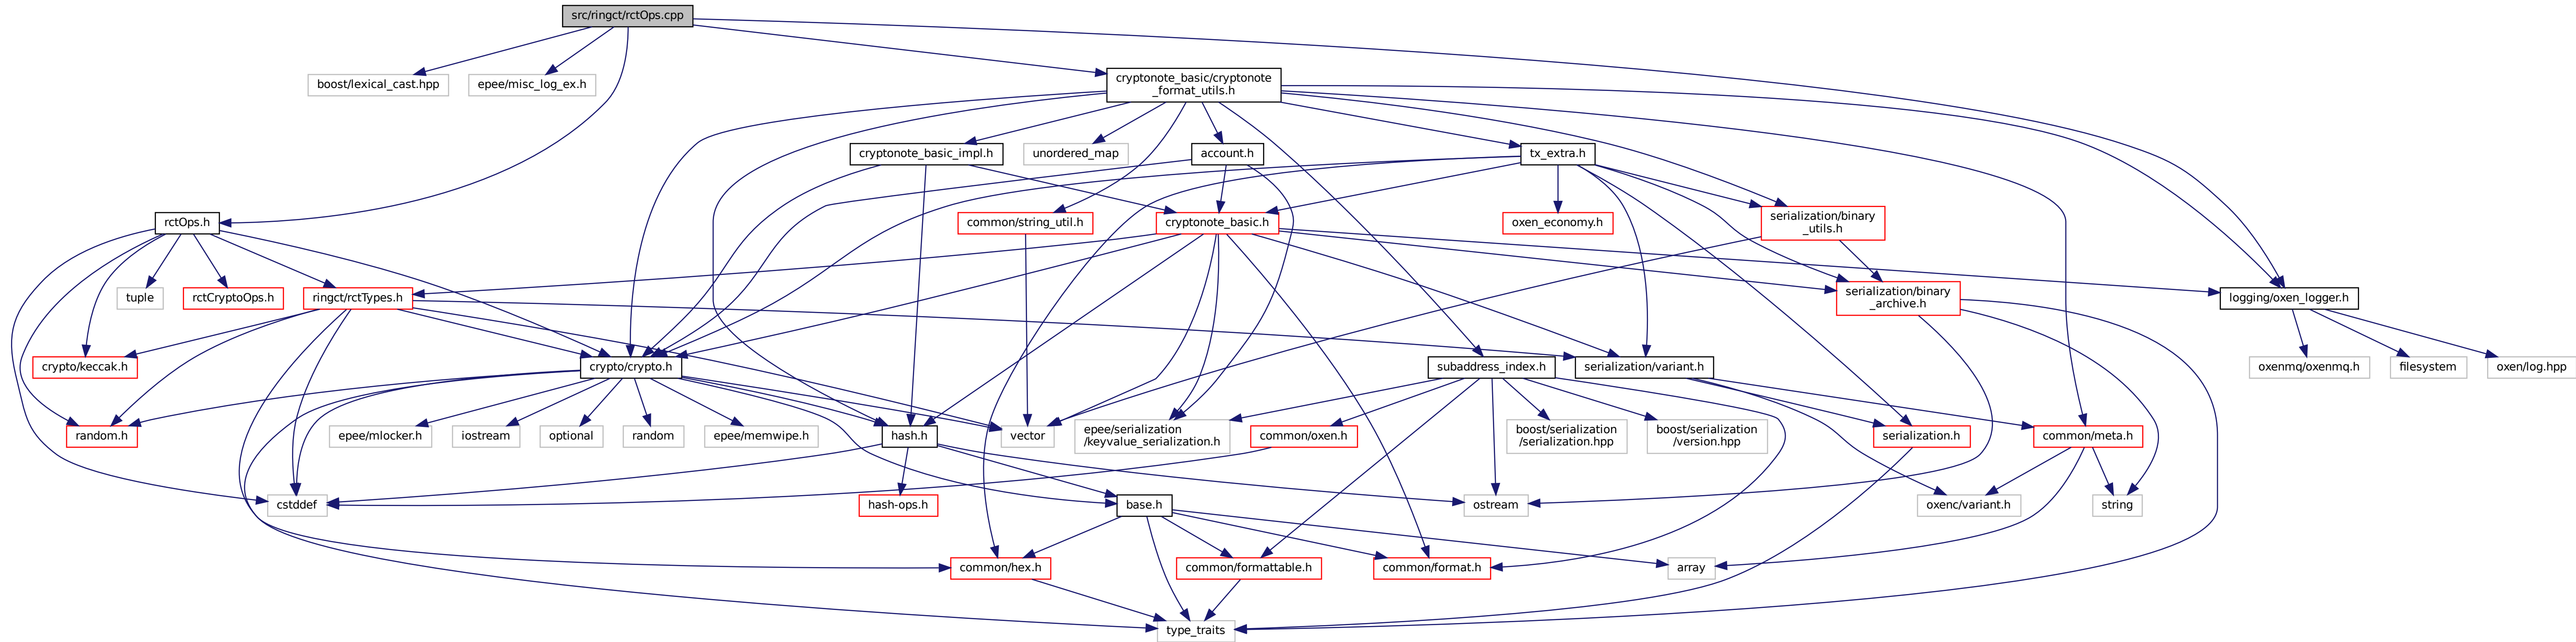 src/ringct/rctOps.cpp
boost/lexical_cast.hpp
epee/misc_log_ex.h
cryptonote_basic/cryptonote
_format_utils.h
cryptonote_basic_impl.h
unordered_map
account.h
tx_extra.h
rctOps.h
common/string_util.h
cryptonote_basic.h
oxen_economy.h
serialization/binary
_utils.h
tuple
rctCryptoOps.h
ringct/rctTypes.h
serialization/binary
_archive.h
logging/oxen_logger.h
crypto/keccak.h
crypto/crypto.h
subaddress_index.h
serialization/variant.h
oxenmq/oxenmq.h
filesystem
oxen/log.hpp
random.h
epee/mlocker.h
iostream
optional
random
epee/memwipe.h
hash.h
vector
epee/serialization
/keyvalue_serialization.h
common/oxen.h
boost/serialization
/serialization.hpp
boost/serialization
/version.hpp
serialization.h
common/meta.h
cstddef
hash-ops.h
base.h
ostream
oxenc/variant.h
string
common/hex.h
common/formattable.h
common/format.h
array
type_traits